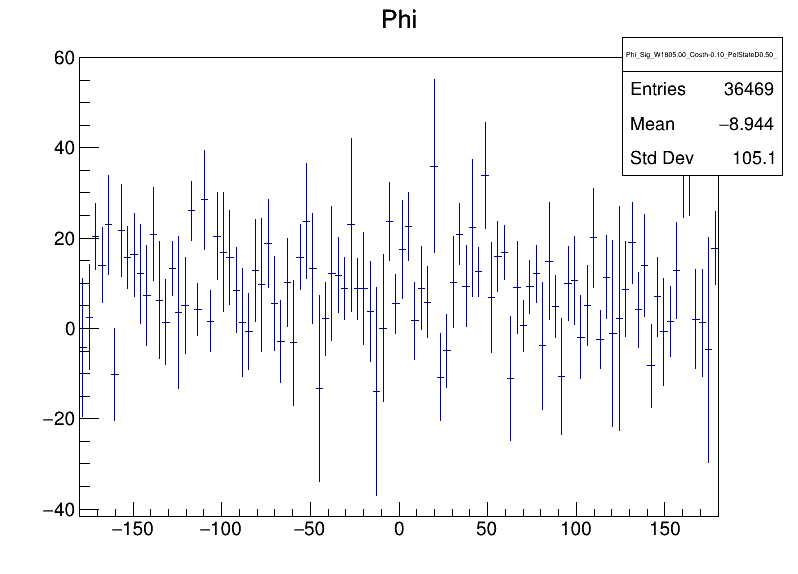 Phi
Phi_Sig_W1605.00_Costh-0.10_PolStateD0.50_
Entries 36469
Mean −8.944
Std Dev 105.1
60
40
20
0
−20
−40
−150 −100 −50 0 50 100 150